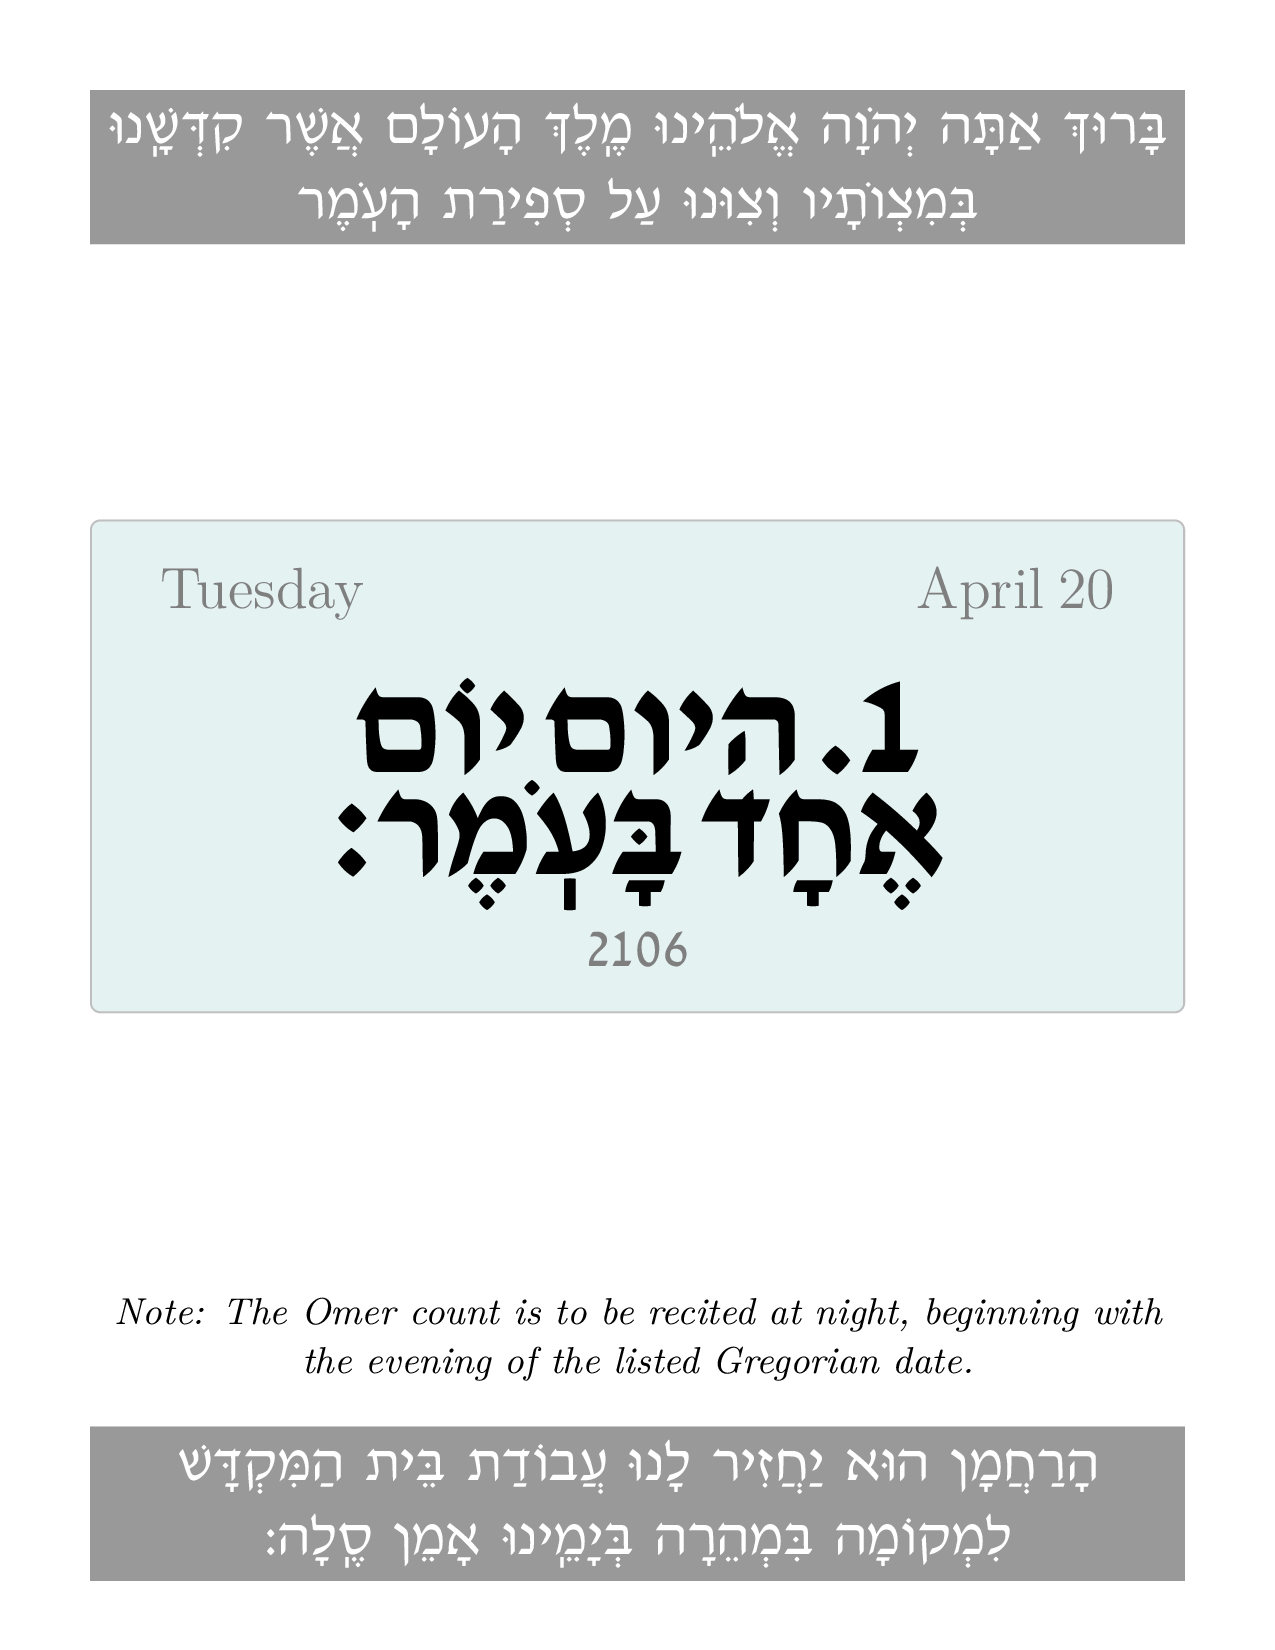 בָּרוּךְ אַתָּה יְהֹוָה אֱלֹהֵֽינוּ מֶֽלֶךְ הָעוֹלָם אֲשֶׁר קִדְּשָֽׁנוּ
בְּמִצְוֹתָיו וְצִוּנוּ עַל סְפִירַת הָעֹֽמֶר
Tuesday April 20
1. היום יוֹם
אֶחָד בָּעֹֽמֶר:
2106
Note: The Omer count is to be recited at night, beginning with
the evening of the listed Gregorian date.
הָרַחֲמָן הוּא יַחֲזִיר לָנוּ עֲבוֹדַת בֵּית הַמִּקְדָּשׁ
לִמְקוֹמָה בִּמְהֵרָה בְּיָמֵֽינוּ אָמֵן סֶֽלָה: